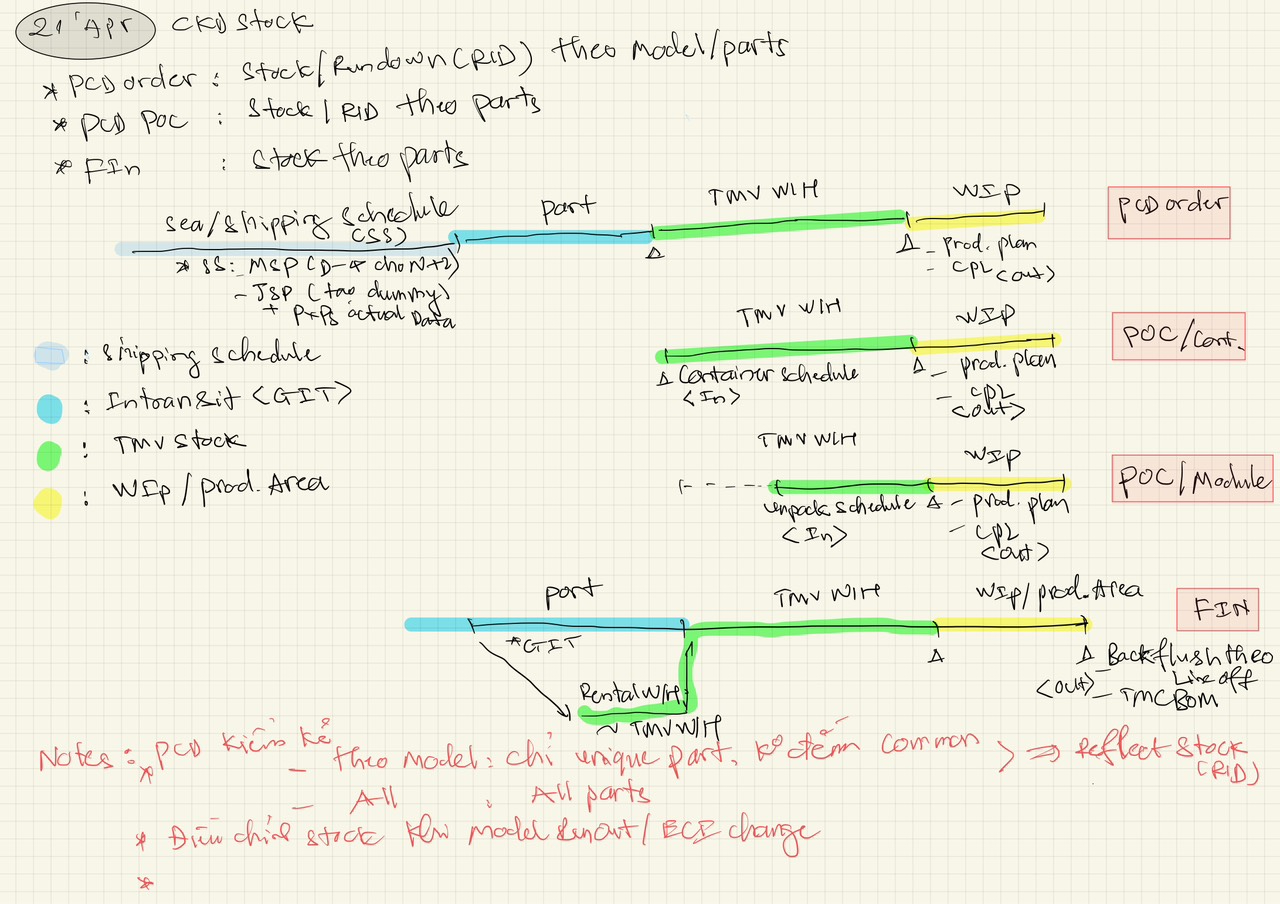 21 Apr CKD Stock
* PCD order : Stock/Rundown(R/D) theo model/parts
* PCD POC : Stock / R/D theo parts
* FIn : Stock theo parts
sea/shipping schedule (SS)
part
TMV W/H
WIP
PCD order
* SS: - MSP (D-4 cho N+2)
- JSP (tạo dummy)
+ PxPs actual Data
Δ
Δ - prod. plan
- CPL
<out>
TMV W/H
WIP
POC/Cont.
Δ Container schedule
<In>
Δ - prod. plan
- CPL
<out>
: shipping schedule
: Intransit <GIT>
: TMV Stock
: WIP / prod. Area
TMV W/H
WIP
POC/Module
unpack schedule
<In>
Δ - prod. plan
- CPL
<out>
port
TMV W/H
WIP/prod. Area
FIN
*GIT
Rental W/H
~ TMV W/H
Δ
Δ
<out>
- Backflush theo
Line off
- TMC BOM
Notes : * PCD kiểm kê
- theo model : chỉ unique part, ko đếm common > => Reflect Stock
(R/D)
- All : All parts
* Điều chỉnh stock khi model Runout / ECI change
*